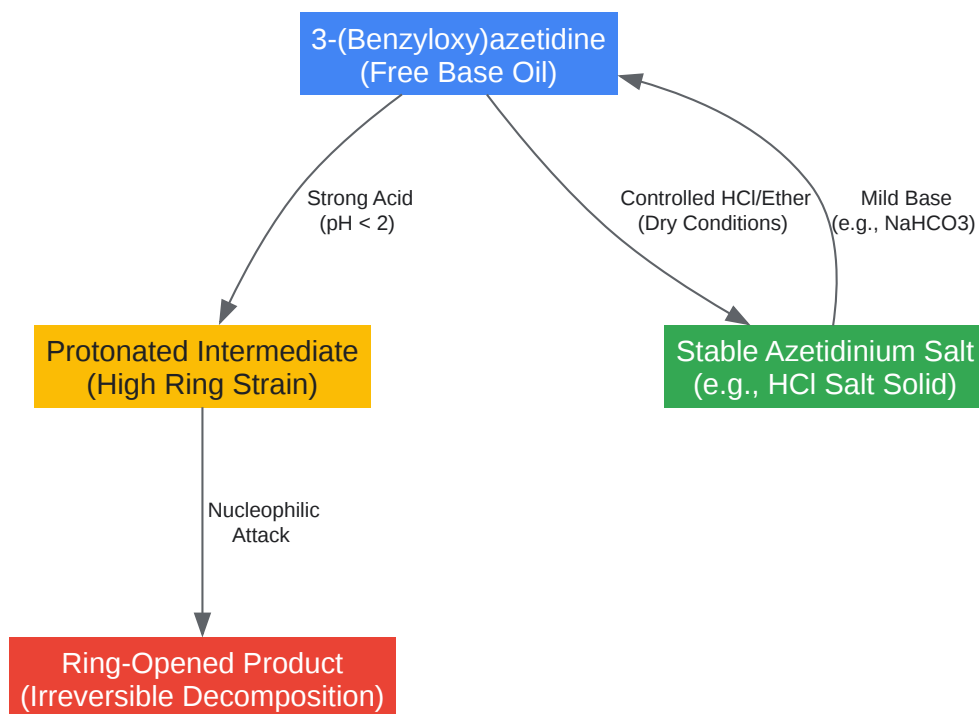 3-(Benzyloxy)azetidine
(Free Base Oil)
Strong Acid
(pH < 2)
Controlled HCl/Ether
(Dry Conditions)
Mild Base
(e.g., NaHCO3)
Protonated Intermediate
(High Ring Strain)
Stable Azetidinium Salt
(e.g., HCl Salt Solid)
Nucleophilic
Attack
Ring-Opened Product
(Irreversible Decomposition)